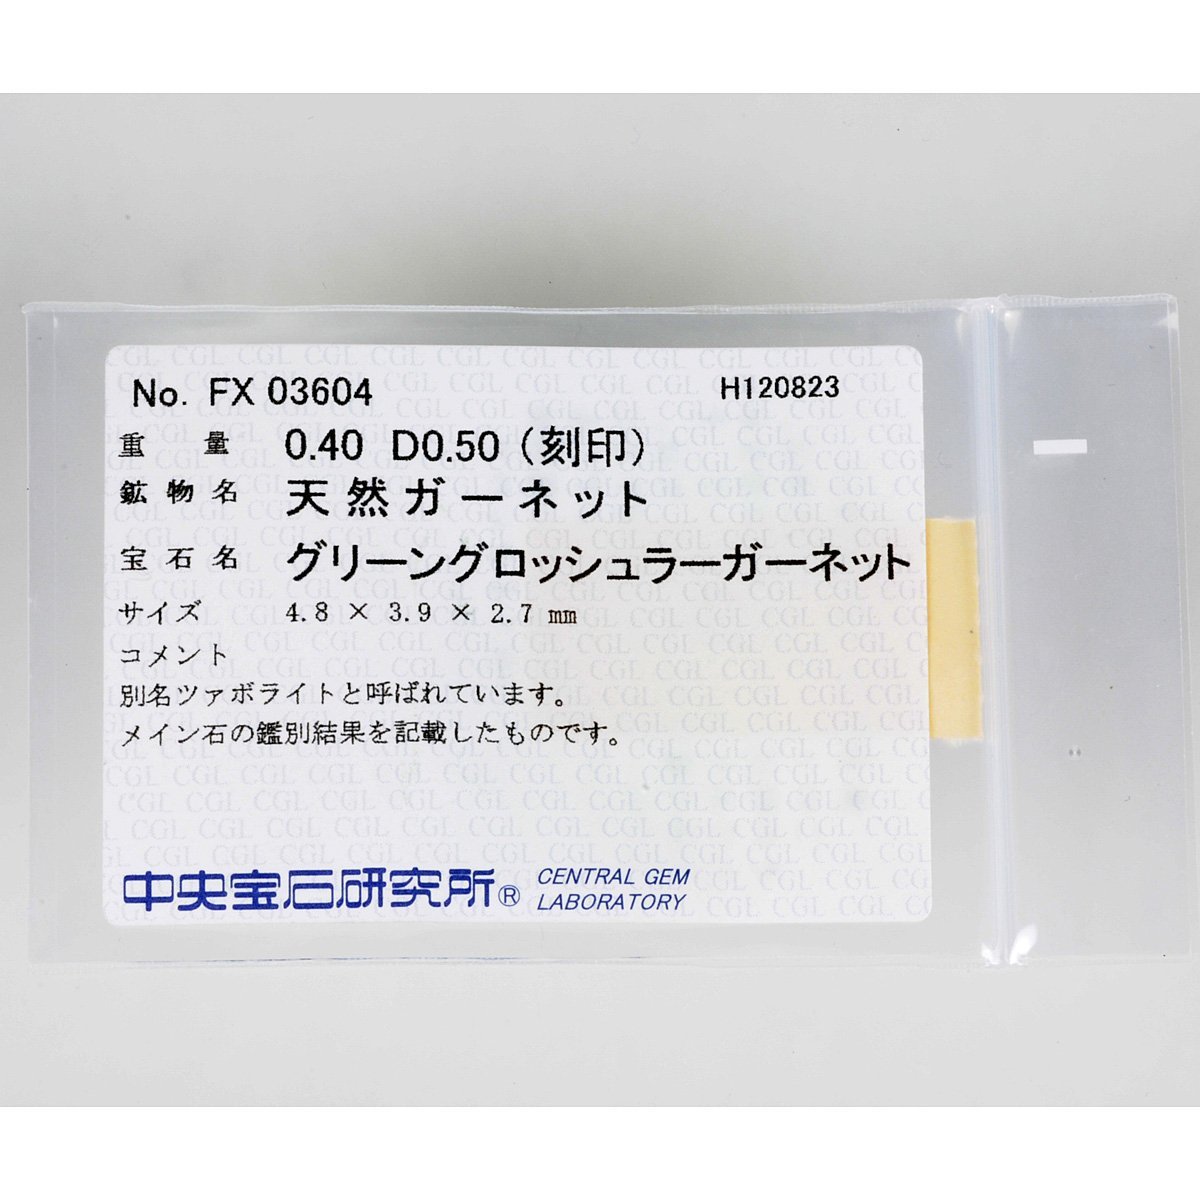 No. FX 03604 H120823
重量 0.40 D0.50 (刻印)
鉱物名 天然ガーネット
宝石名 グリーングロッシュラーガーネット
サイズ 4.8 × 3.9 × 2.7 mm
コメント
別名ツァボライトと呼ばれています。
メイン石の鑑別結果を記載したものです。
中央宝石研究所® CENTRAL GEM
LABORATORY